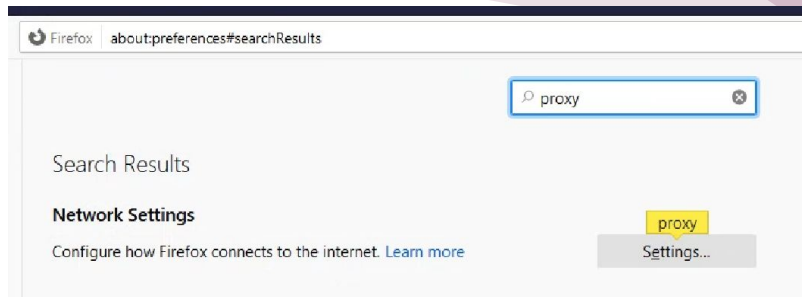 Firefox about:preferences#searchResults
proxy
Search Results
Network Settings
proxy
Configure how Firefox connects to the internet. Learn more
Settings...